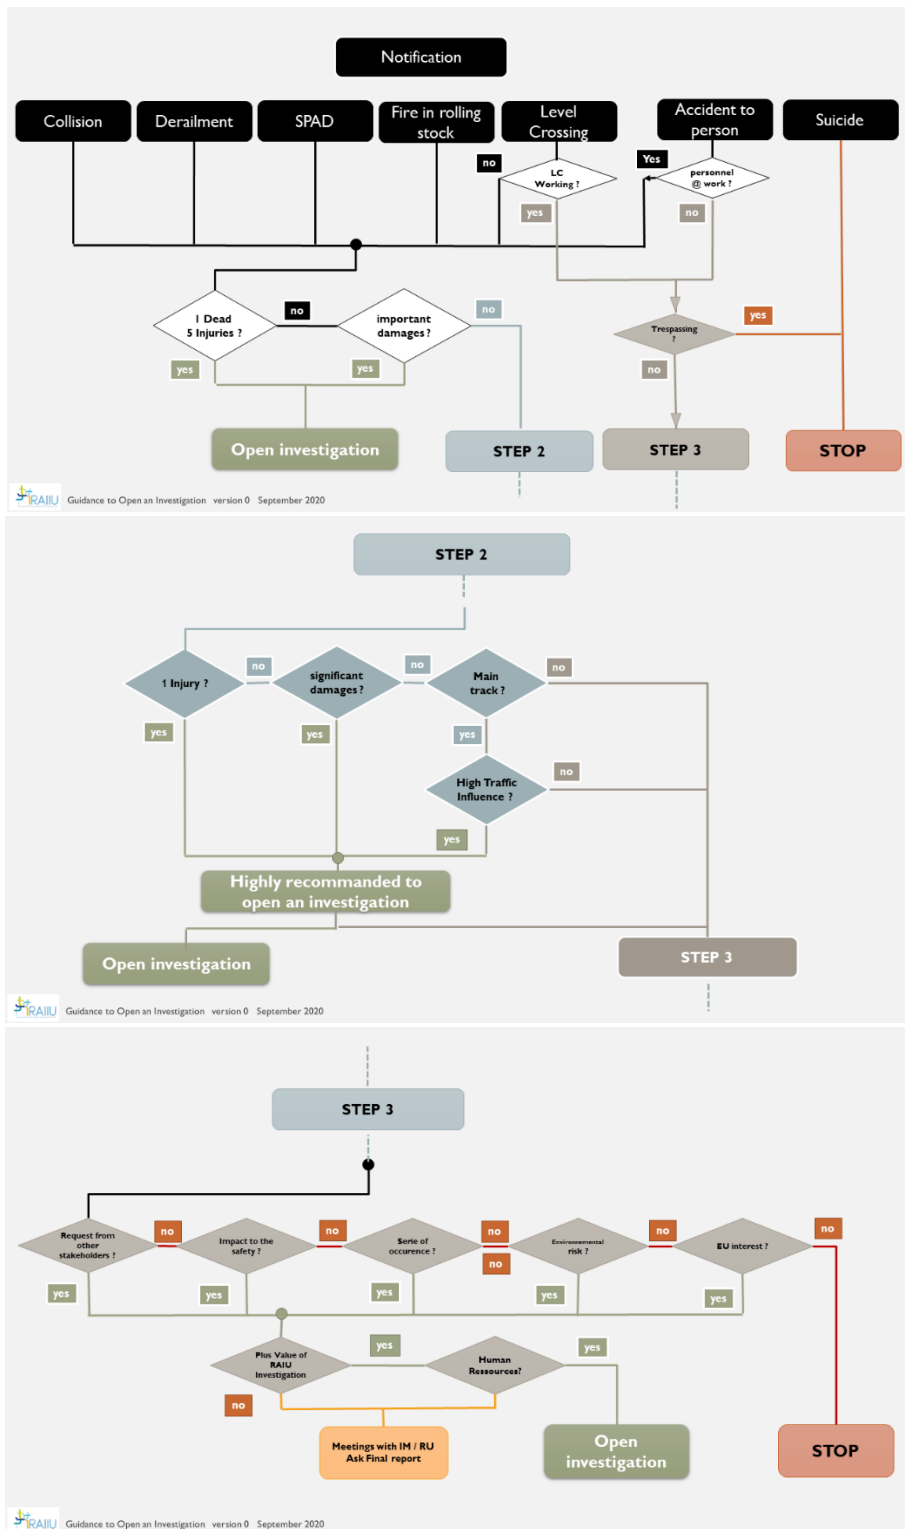 Notification
Collision
Derailment
SPAD
Fire in rolling
stock
Level
Crossing
Accident to
person
Suicide
no
LC
Working ?
Yes
personnel
@ work ?
yes
no
1 Dead
5 Injuries ?
no
important
damages ?
no
Trespassing
?
yes
yes
yes
no
Open investigation
STEP 2
STEP 3
STOP
RAIIU
Guidance to Open an Investigation version 0 September 2020
STEP 2
1 Injury ?
no
significant
damages ?
no
Main
track ?
no
yes
yes
yes
High Traffic
Influence ?
no
yes
Highly recommanded to
open an investigation
Open investigation
STEP 3
RAIIU
Guidance to Open an Investigation version 0 September 2020
STEP 3
Request from
other
stakeholders ?
no
Impact to the
safety ?
no
Serie of
occurence ?
no
no
Environnemental
risk ?
no
EU interest ?
no
yes
yes
yes
yes
yes
Plus Value of
RAIU
Investigation
yes
Human
Ressources?
yes
no
Meetings with IM / RU
Ask Final report
Open
investigation
STOP
RAIIU
Guidance to Open an Investigation version 0 September 2020